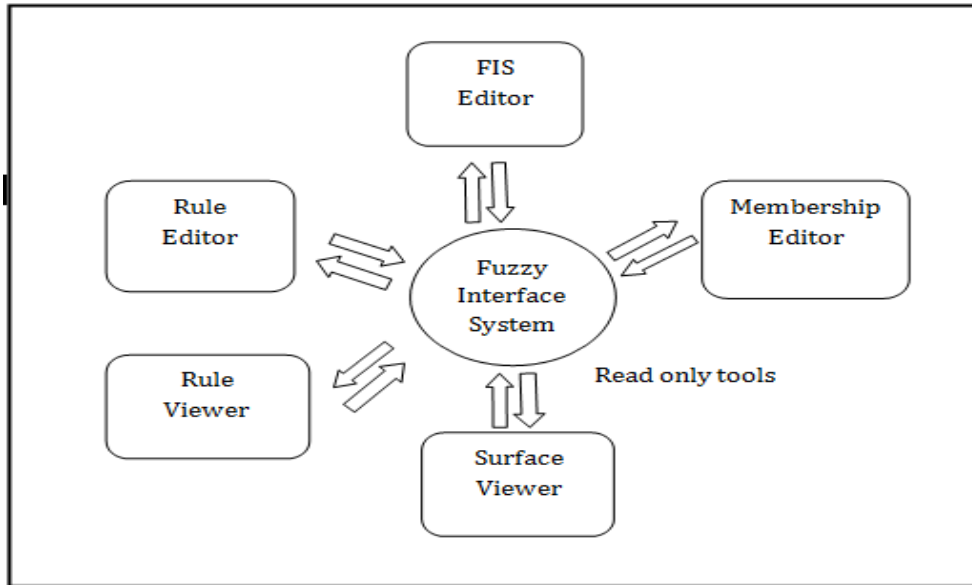 FIS
Editor
Rule
Editor
Membership
Editor
Fuzzy
Interface
System
Rule
Viewer
Read only tools
Surface
Viewer